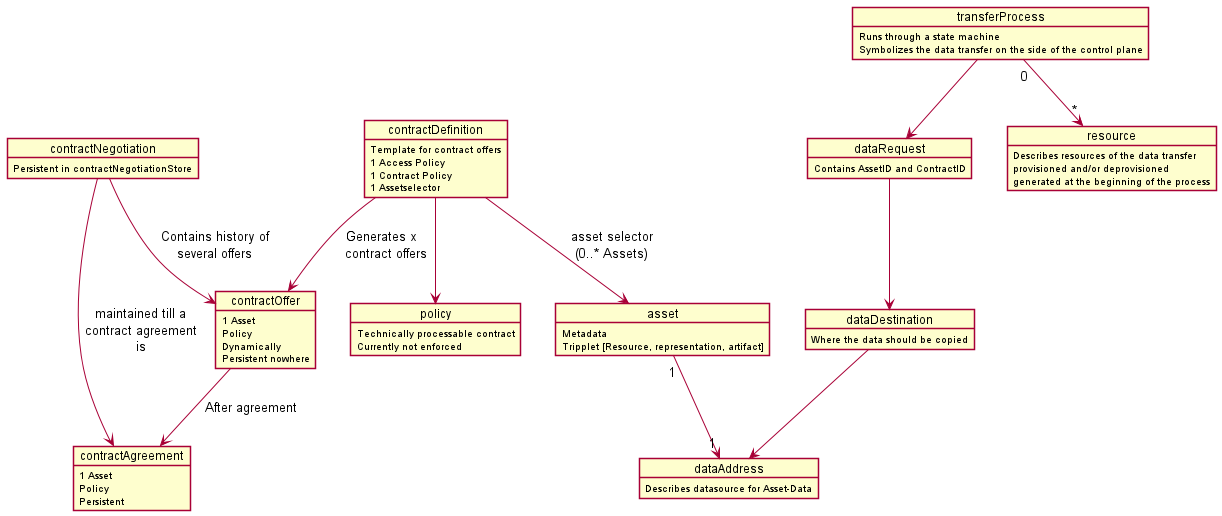 transferProcess
Runs through a state machine
Symbolizes the data transfer on the side of the control plane
0
*
contractDefinition
Template for contract offers
1 Access Policy
1 Contract Policy
1 Assetselector
contractNegotiation
Persistent in contractNegotiationStore
dataRequest
Contains AssetID and ContractID
resource
Describes resources of the data transfer
provisioned and/or deprovisioned
generated at the beginning of the process
Contains history of
several offers
Generates x
contract offers
asset selector
(0..* Assets)
maintained till a
contract agreement
is
contractOffer
1 Asset
Policy
Dynamically
Persistent nowhere
policy
Technically processable contract
Currently not enforced
asset
Metadata
Tripplet [Resource, representation, artifact]
dataDestination
Where the data should be copied
1
1
After agreement
contractAgreement
1 Asset
Policy
Persistent
dataAddress
Describes datasource for Asset-Data